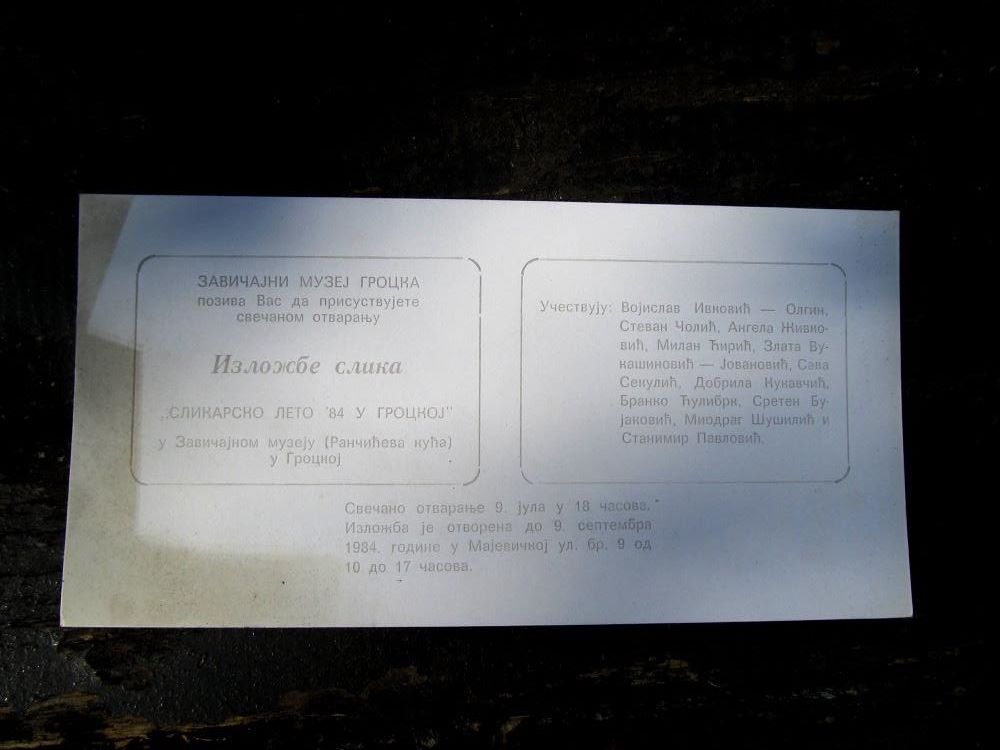 ЗАВИЧАЈНИ МУЗЕЈ ГРОЦКА
позива Вас да присуствујете
свечаном отварању
Изложбе слика
„СЛИКАРСКО ЛЕТО '84 У ГРОЦКОЈ"
у Завичајном музеју (Ранчићева кућа)
у Гроцкој
Учествују: Војислав Ивковић — Олгин,
Стеван Чолић, Ангела Живко-
вић, Милан Ћирић, Злата Ву-
кашиновић — Јовановић, Сава
Секулић, Добрила Кукавчић,
Бранко Ћулибрк, Сретен Бу-
јаковић, Миодраг Шушилић и
Станимир Павловић.
Свечано отварање 9. јула у 18 часова.
Изложба је отворена до 9. септембра
1984. године у Мајевичкој ул. бр. 9 од
10 до 17 часова.